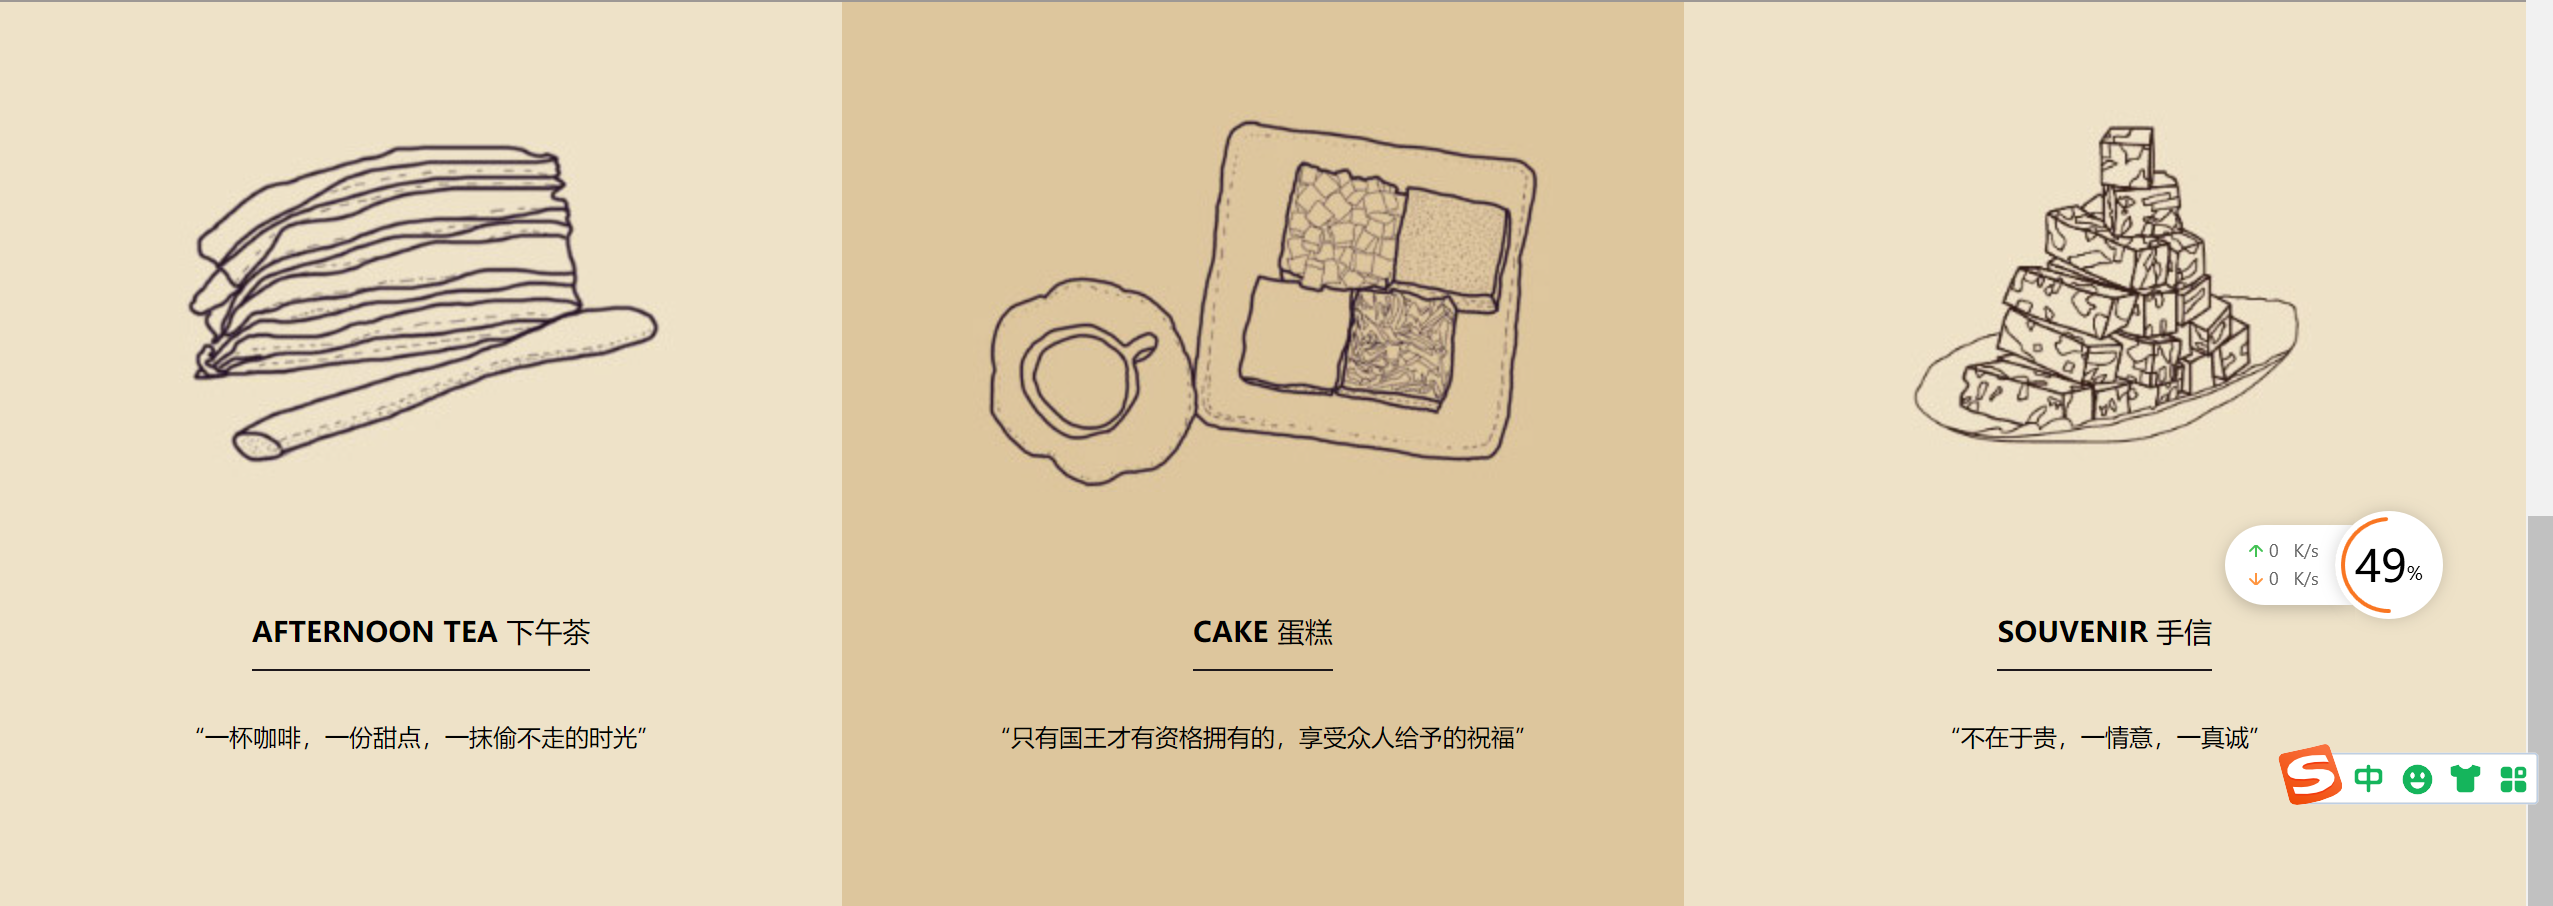 AFTERNOON TEA 下午茶
“一杯咖啡，一份甜点，一抹偷不走的时光”
CAKE 蛋糕
“只有国王才有资格拥有的，享受众人给予的祝福”
SOUVENIR 手信
“不在于贵，一情意，一真诚”
↑ 0 K/s
↓ 0 K/s
49%
S 中